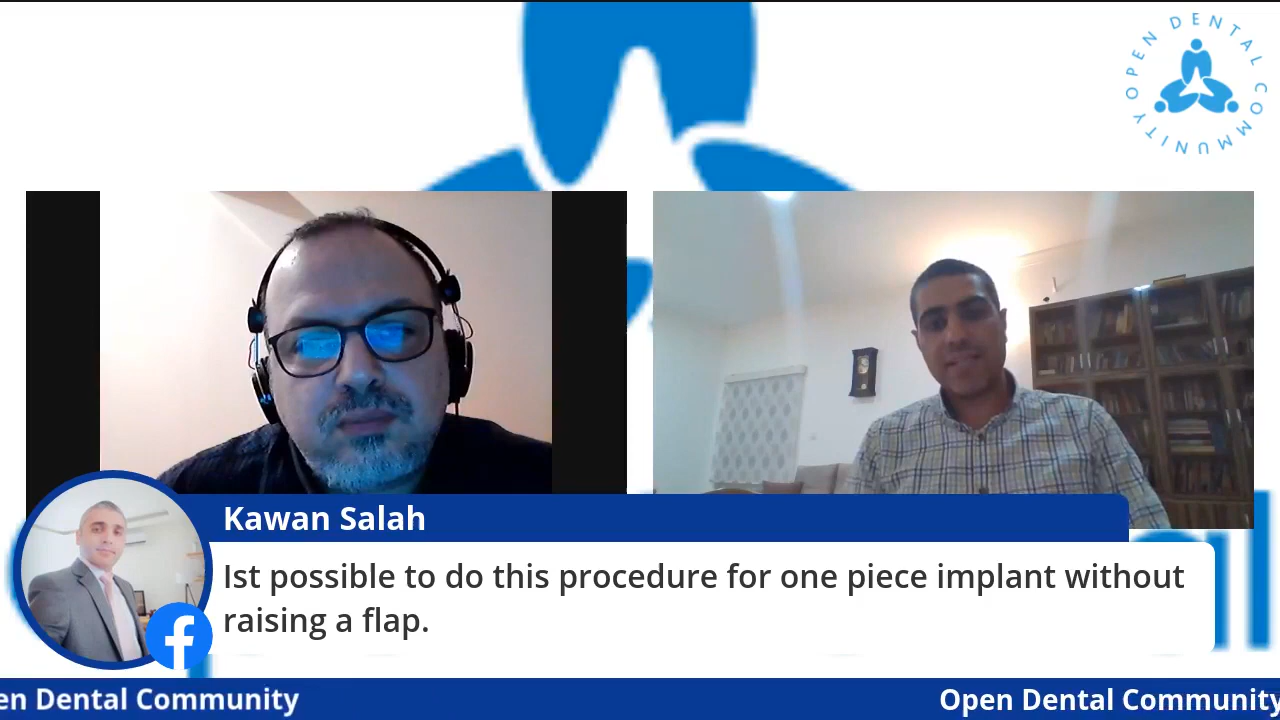 OPEN DENTAL COMMUNITY
Kawan Salah
Ist possible to do this procedure for one piece implant without
raising a flap.
en Dental Community
Open Dental Community